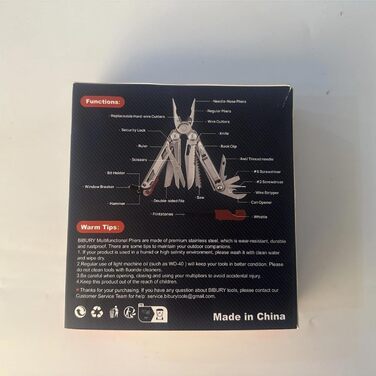 Functions:
Needle-Nose Pliers
Regular Pliers
Replaceable Hard-wire Cutters
Wire Cutters
Security Lock
Knife
Ruler
Back Clip
Scissors
Awl/ Thread needle
Bit Holder
#5 Screwdriver
#2 Screwdriver
Window Breaker
Wire Stripper
Can Opener
Hammer
Double-sided File
Saw
Flintstones
Whistle
Warm Tips:
BIBURY Multifunctional Pliers are made of premium stainless steel, which is wear-resistant, durable
and rustproof. There are some tips to maintain your outdoor companions.
1. If your product is used in a humid or high salinity environment, please wash it with clean water
and wipe dry.
2.Regular use of light machine oil (such as WD-40 ) will keep your tools in better condition. Please
do not clean tools with fluoride cleaners.
3.Be careful when opening, closing and using your multipliers to avoid accidental injury.
4.Keep this product out of the reach of children.
Thanks for your purchasing. If you have any question about BIBURY tools, please contact our
Customer Service Team for help: service.biburytools@gmail.com.
Made in China